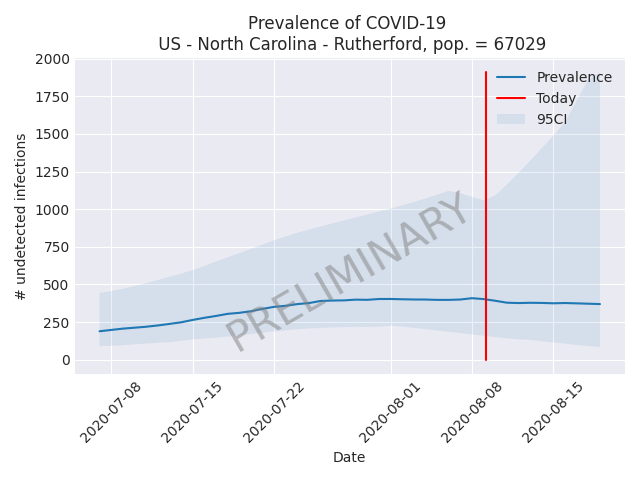 Prevalence of COVID-19
US - North Carolina - Rutherford, pop. = 67029
2000
1750
1500
1250
1000
750
500
250
0
# undetected infections
Prevalence
Today
95CI
PRELIMINARY
2020-07-08
2020-07-15
2020-07-22
2020-08-01
2020-08-08
2020-08-15
Date